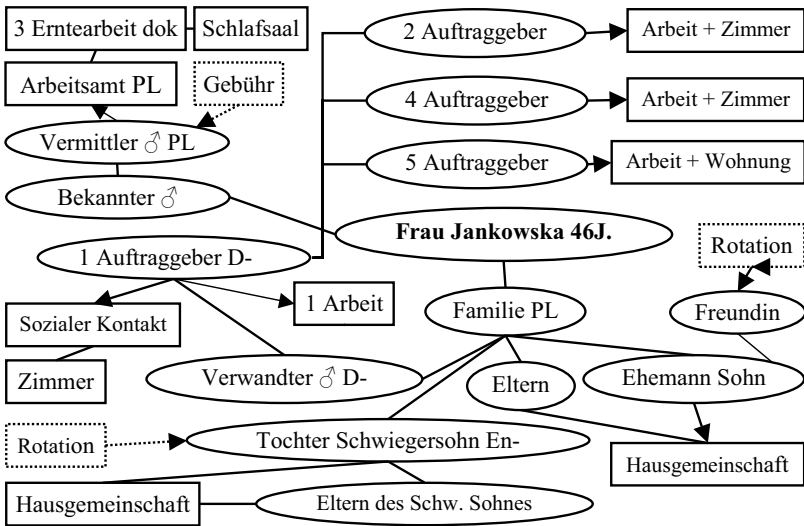 3 Erntearbeit dok
Schlafsaal
2 Auftraggeber
Arbeit + Zimmer
Arbeitsamt PL
Gebühr
4 Auftraggeber
Arbeit + Zimmer
Vermittler ♂ PL
5 Auftraggeber
Arbeit + Wohnung
Bekannter ♂
Frau Jankowska 46J.
Rotation
1 Auftraggeber D-
1 Arbeit
Familie PL
Freundin
Sozialer Kontakt
Zimmer
Verwandter ♂ D-
Eltern
Ehemann Sohn
Rotation
Tochter Schwiegersohn En-
Hausgemeinschaft
Hausgemeinschaft
Eltern des Schw. Sohnes